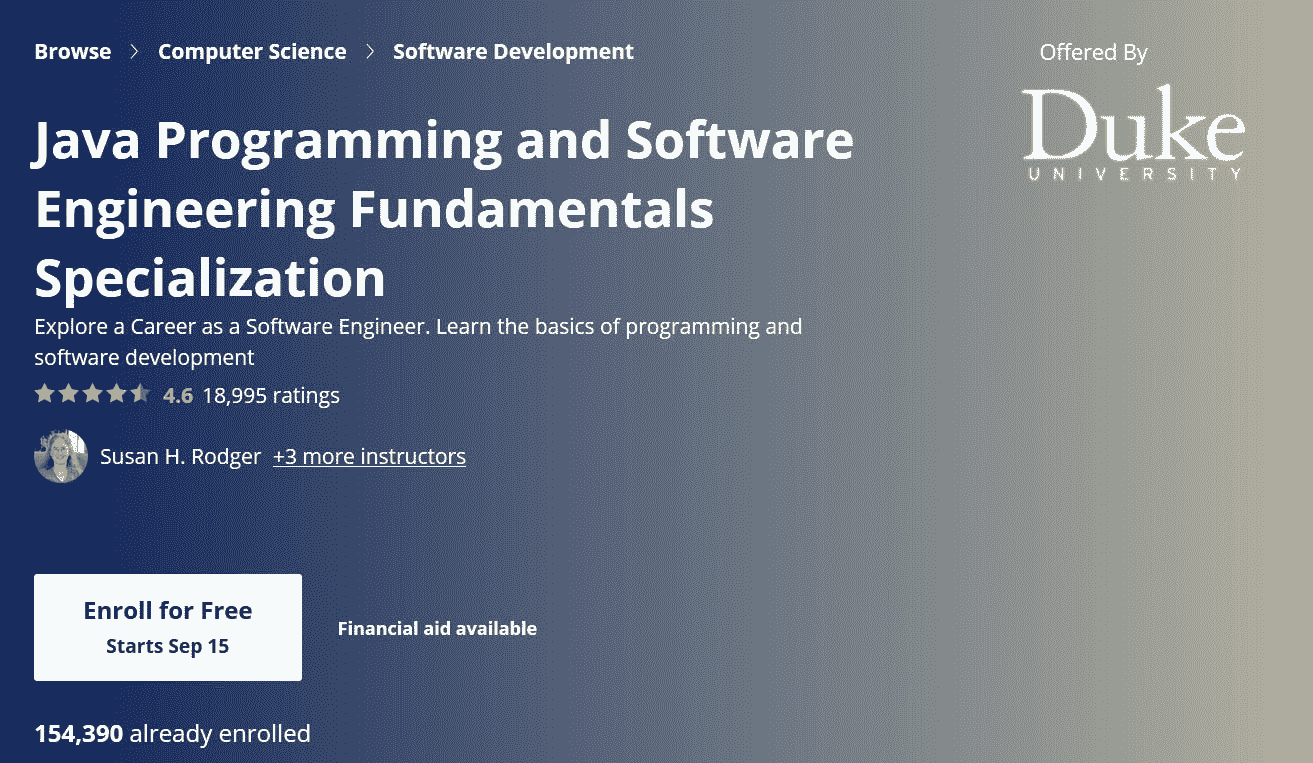 Browse > Computer Science > Software Development
Offered By
Duke
UNIVERSITY
Java Programming and Software
Engineering Fundamentals
Specialization
Explore a Career as a Software Engineer. Learn the basics of programming and
software development
4.6 18,995 ratings
Susan H. Rodger +3 more instructors
Enroll for Free
Starts Sep 15
Financial aid available
154,390 already enrolled